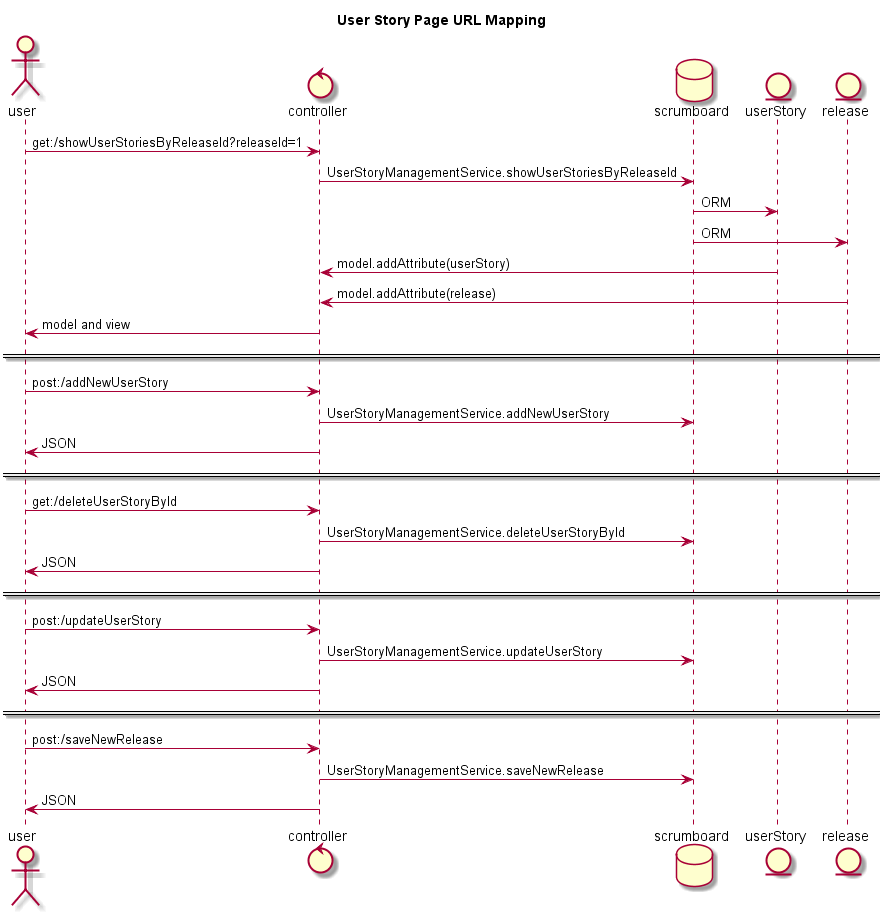 User Story Page URL Mapping
user
controller
scrumboard
userStory
release
get:/showUserStoriesByReleaseId?releaseId=1
UserStoryManagementService.showUserStoriesByReleaseId
ORM
ORM
model.addAttribute(userStory)
model.addAttribute(release)
model and view
post:/addNewUserStory
UserStoryManagementService.addNewUserStory
JSON
get:/deleteUserStoryById
UserStoryManagementService.deleteUserStoryById
JSON
post:/updateUserStory
UserStoryManagementService.updateUserStory
JSON
post:/saveNewRelease
UserStoryManagementService.saveNewRelease
JSON
user
controller
scrumboard
userStory
release